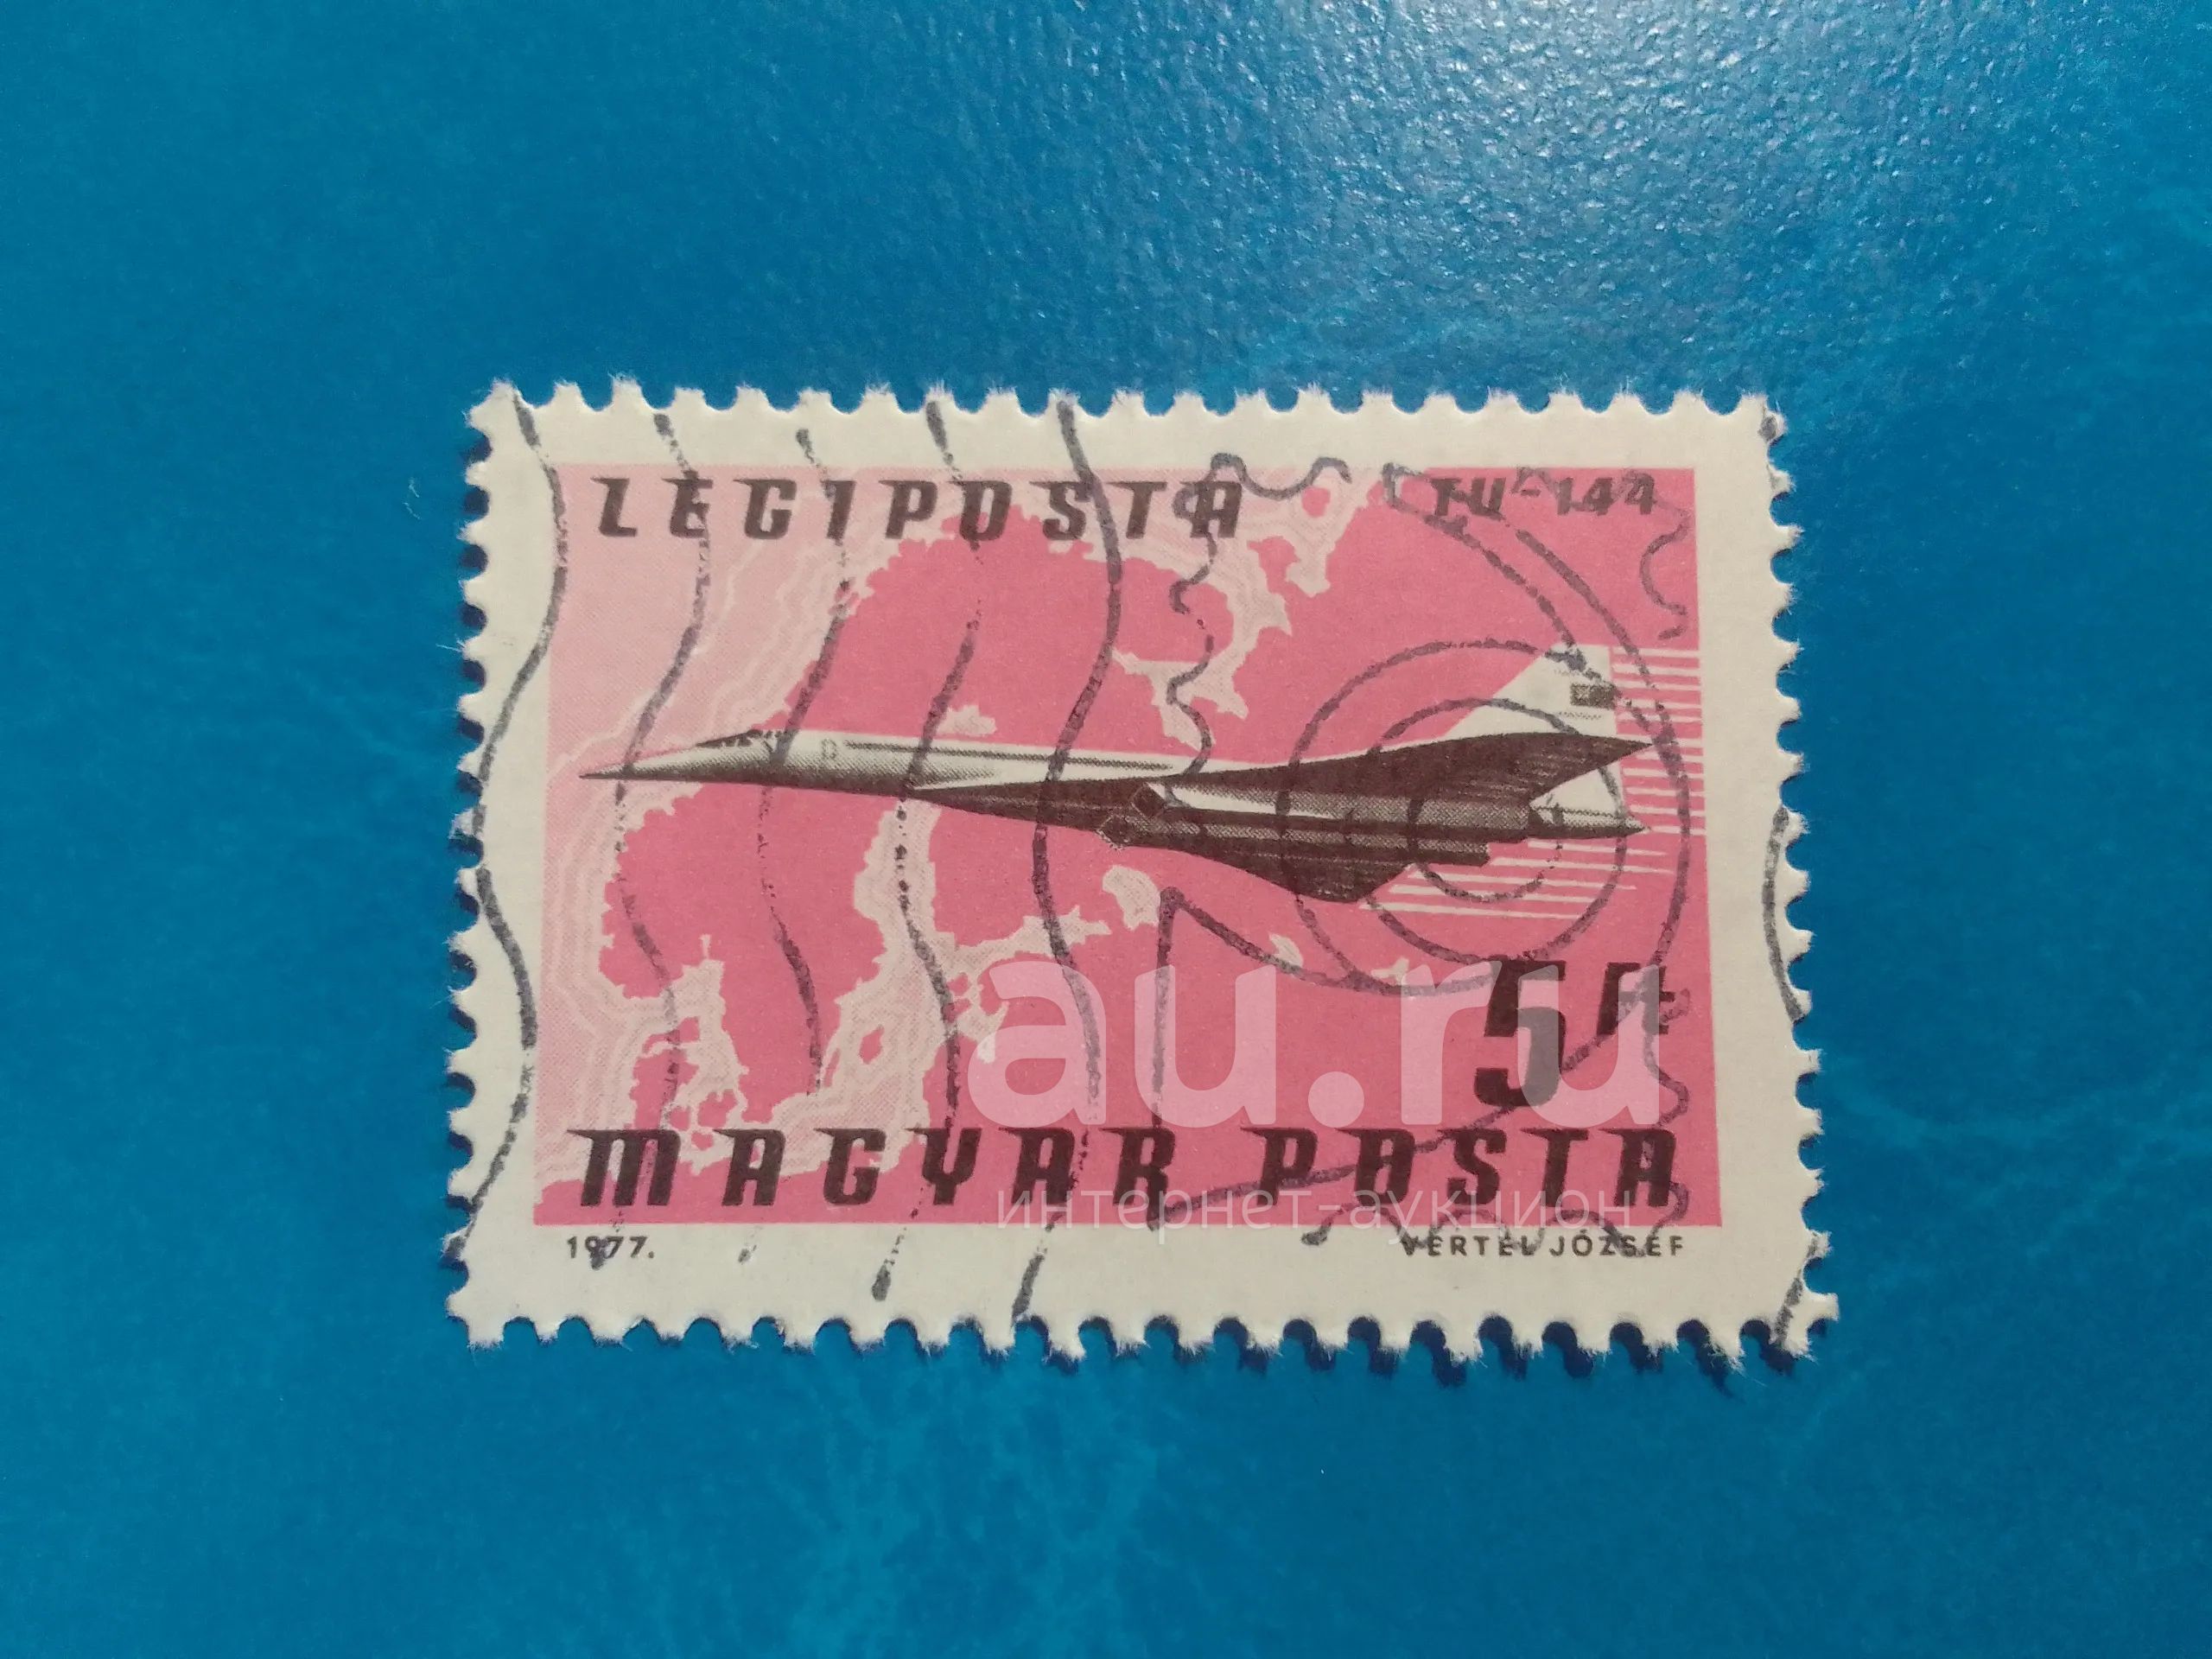 LEGIPOSTA TU-144
5 Ft
au.ru
MAGYAR POSTA
интернет-аукцион
1977. VERTEL JÓZSEF